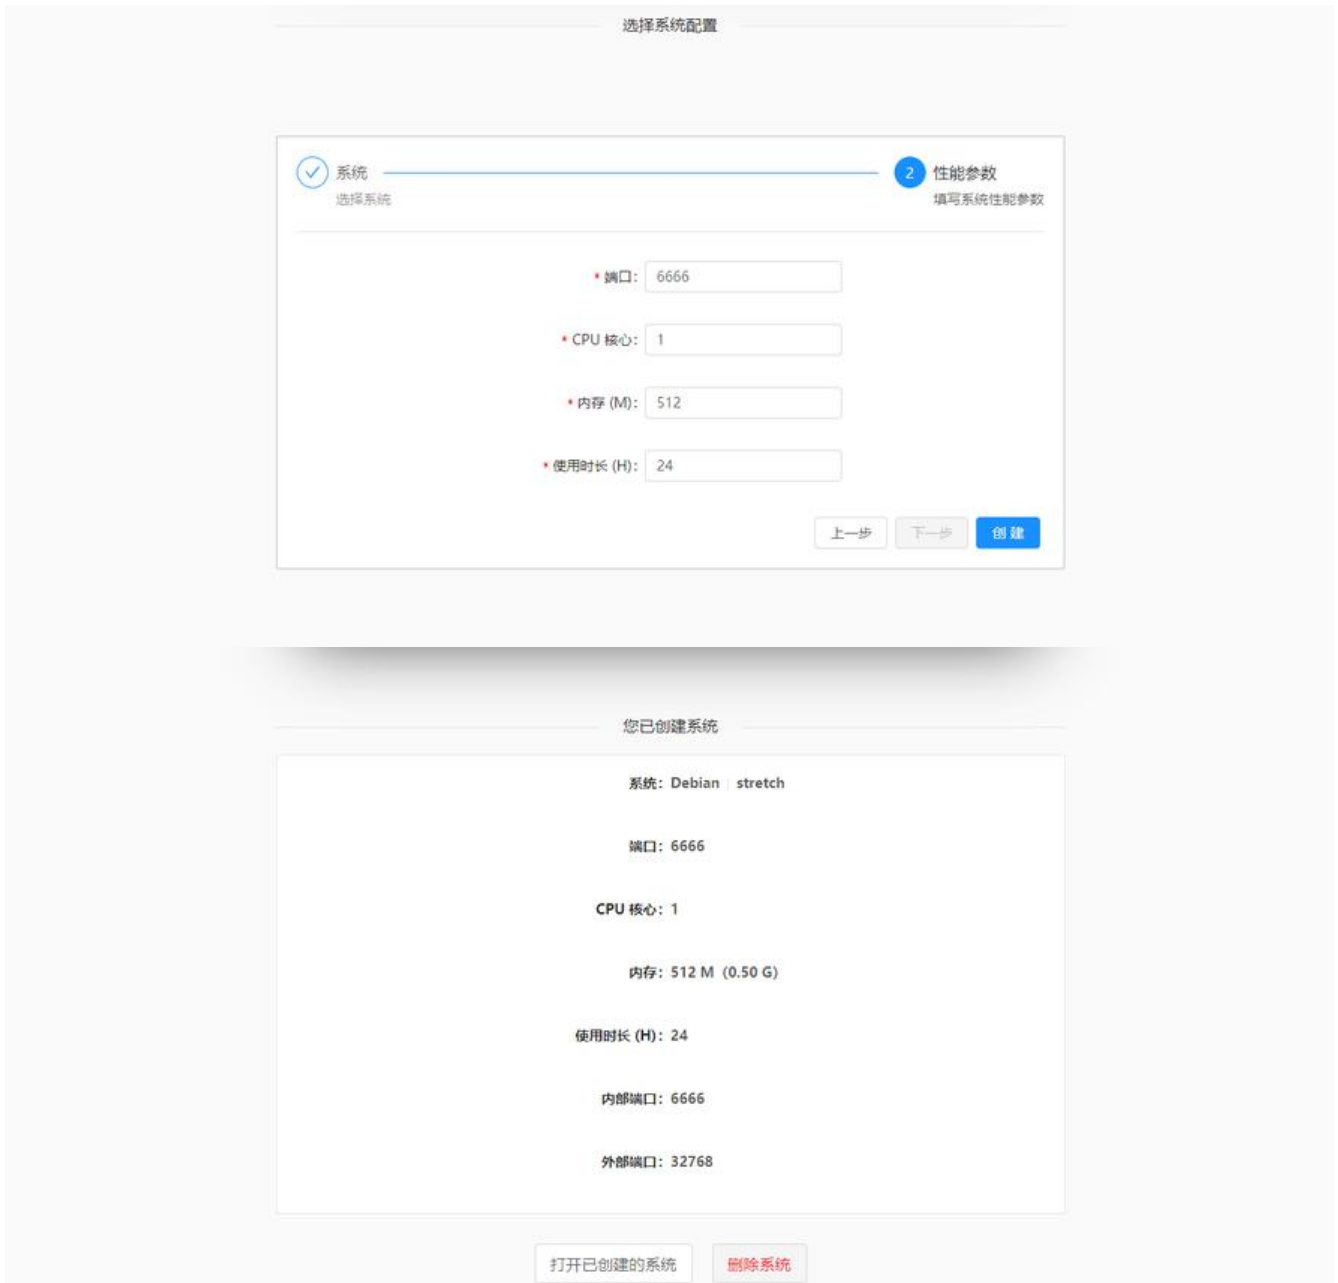 选择系统配置
系统
2 性能参数
选择系统
填写系统性能参数
* 端口: 6666
* CPU 核心: 1
* 内存 (M): 512
* 使用时长 (H): 24
上一步 下一步 创 建
您已创建系统
系统: Debian | stretch
端口: 6666
CPU 核心: 1
内存: 512 M (0.50 G)
使用时长 (H): 24
内部端口: 6666
外部端口: 32768
打开已创建的系统 删除系统